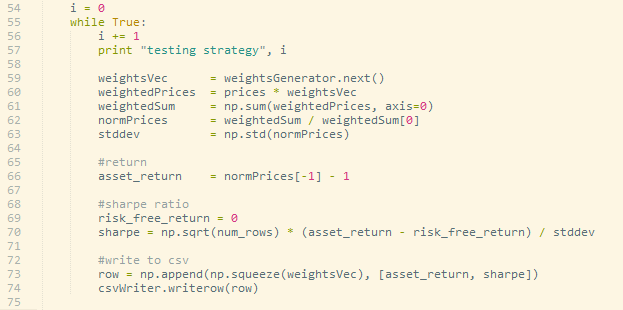 54 i = 0
55 while True:
56 i += 1
57 print "testing strategy", i
58
59 weightsVec = weightsGenerator.next()
60 weightedPrices = prices * weightsVec
61 weightedSum = np.sum(weightedPrices, axis=0)
62 normPrices = weightedSum / weightedSum[0]
63 stddev = np.std(normPrices)
64
65 #return
66 asset_return = normPrices[-1] - 1
67
68 #sharpe ratio
69 risk_free_return = 0
70 sharpe = np.sqrt(num_rows) * (asset_return - risk_free_return) / stddev
71
72 #write to csv
73 row = np.append(np.squeeze(weightsVec), [asset_return, sharpe])
74 csvWriter.writerow(row)
75